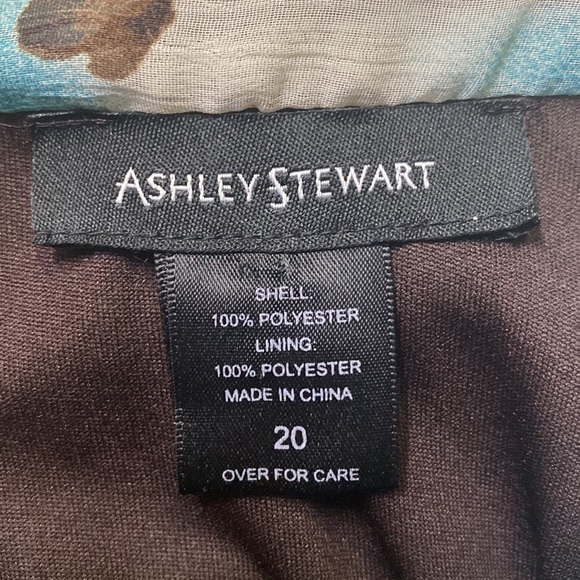 ASHLEY STEWART
SHELL:
100% POLYESTER
LINING:
100% POLYESTER
MADE IN CHINA
20
OVER FOR CARE